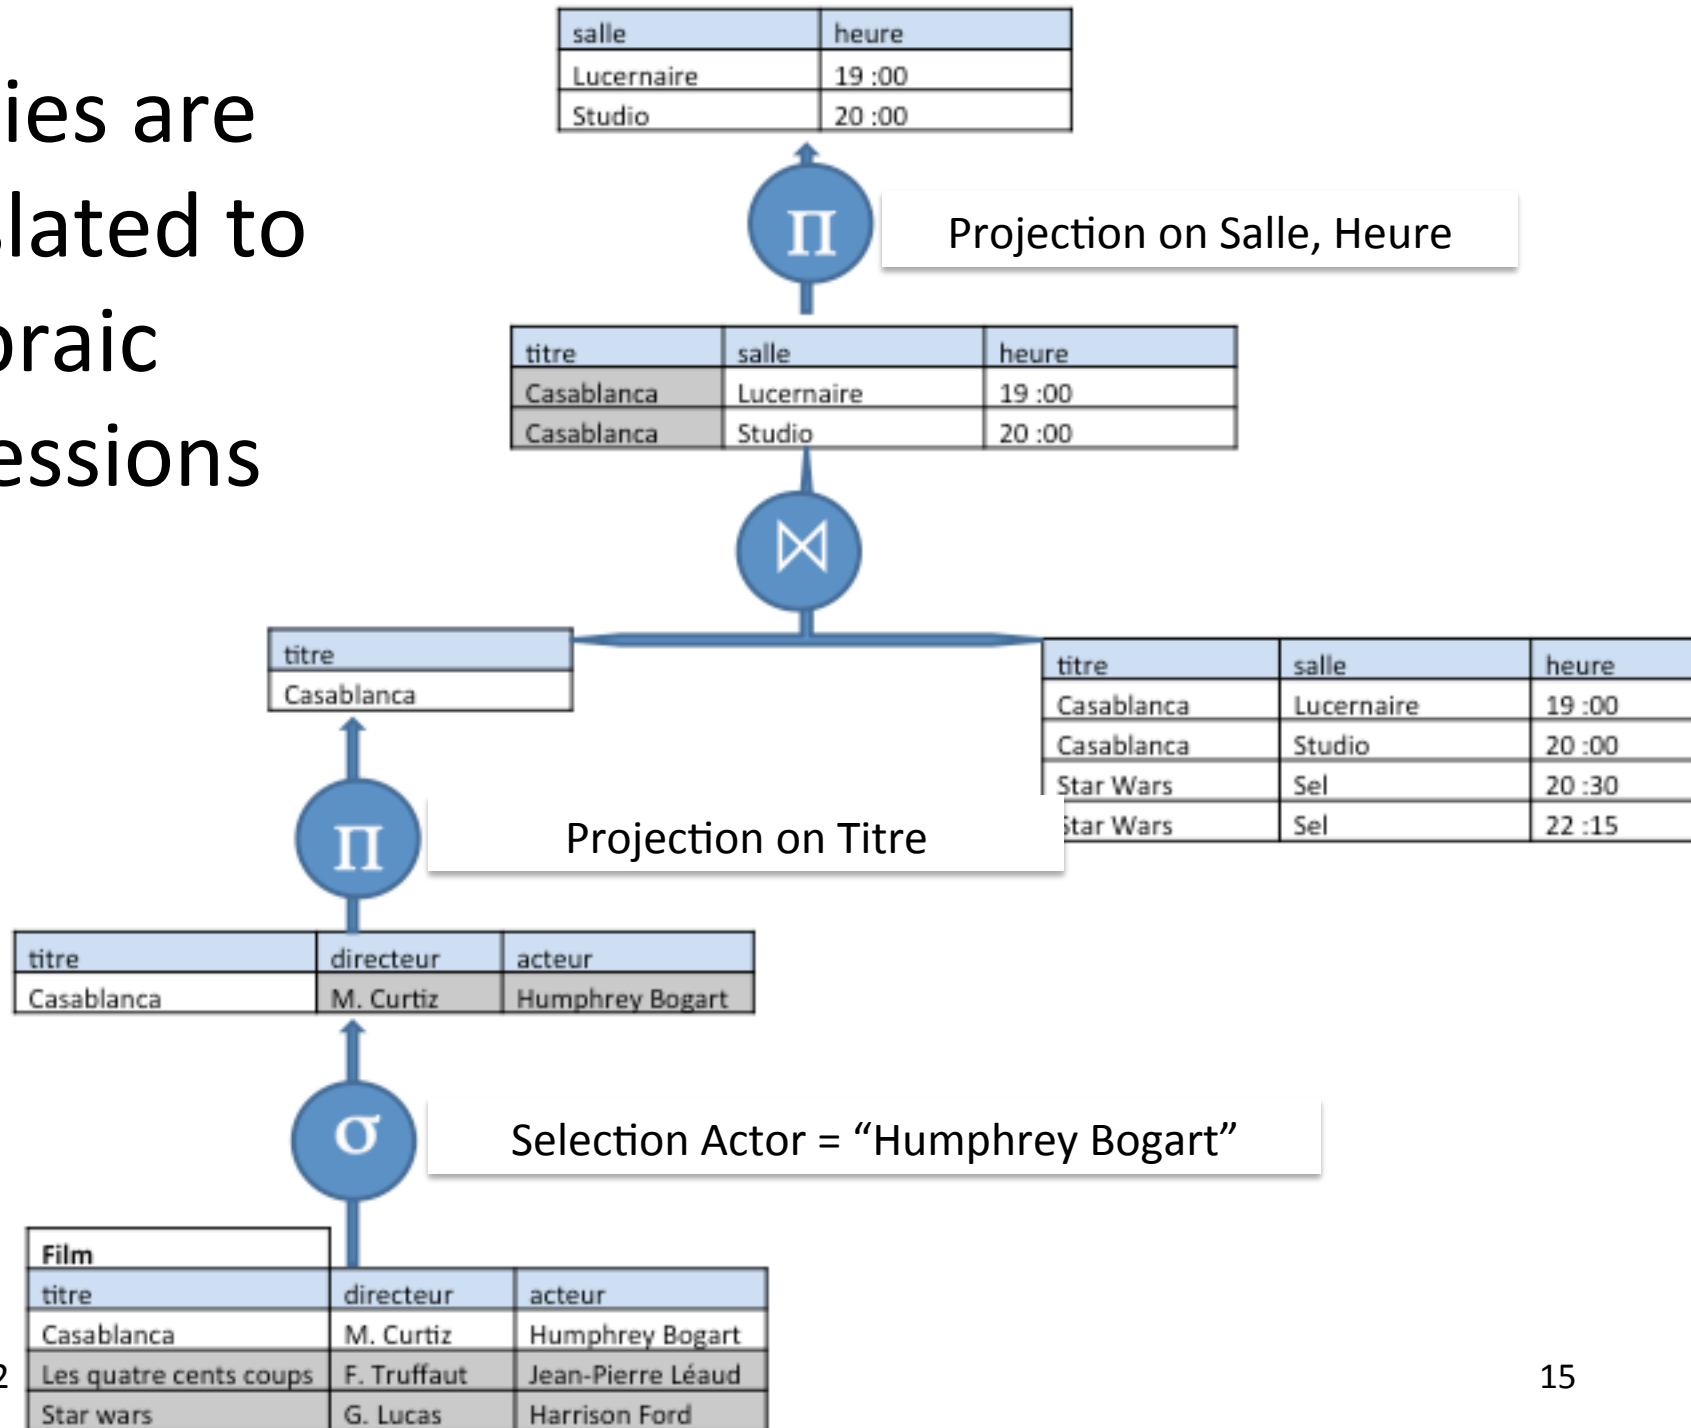 salle heure
Lucernaire 19 :00
Studio 20 :00
ies are
lated to
braic
essions
π
Projection on Salle, Heure
titre salle heure
Casablanca Lucernaire 19 :00
Casablanca Studio 20 :00
⋈
titre
Casablanca
titre salle heure
Casablanca Lucernaire 19 :00
Casablanca Studio 20 :00
Star Wars Sel 20 :30
Star Wars Sel 22 :15
π
Projection on Titre
titre directeur acteur
Casablanca M. Curtiz Humphrey Bogart
σ
Selection Actor = “Humphrey Bogart”
Film
titre directeur acteur
Casablanca M. Curtiz Humphrey Bogart
Les quatre cents coups F. Truffaut Jean-Pierre Léaud
Star wars G. Lucas Harrison Ford
2
15